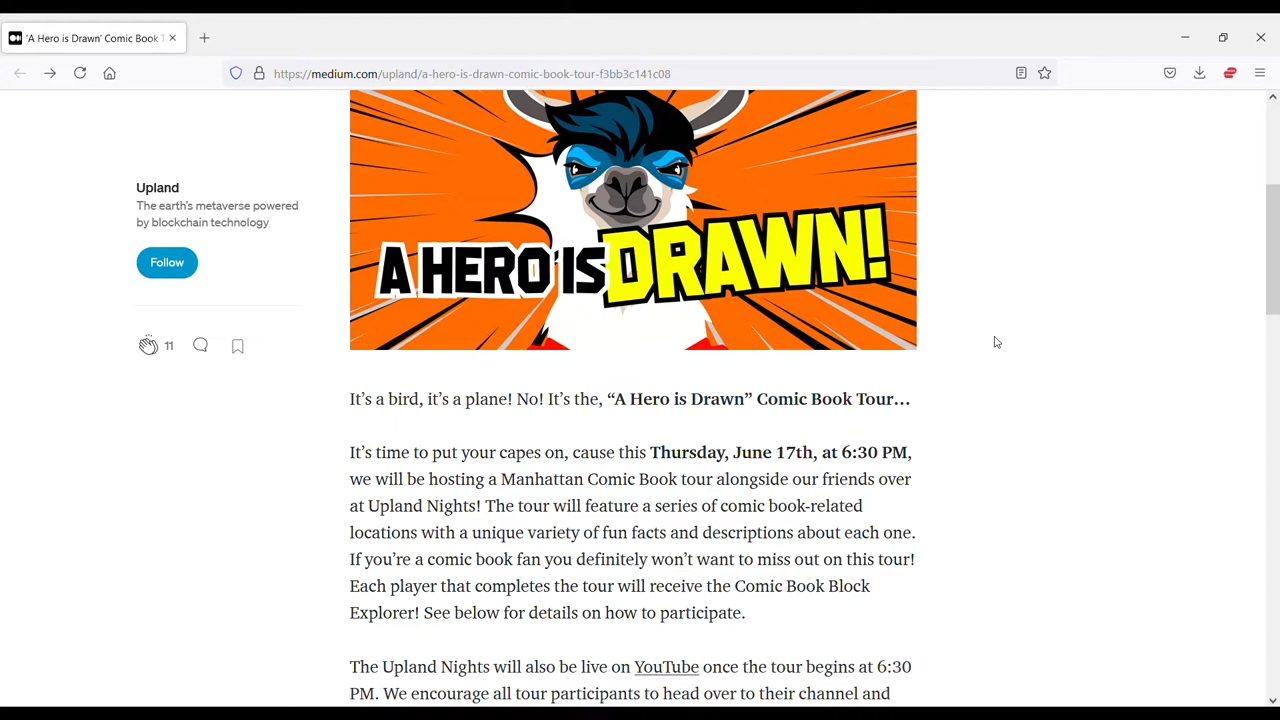 'A Hero is Drawn' Comic Book T
https://medium.com/upland/a-hero-is-drawn-comic-book-tour-f3bb3c141c08
Upland
The earth's metaverse powered
by blockchain technology
Follow
11
A HERO IS DRAWN!
It's a bird, it's a plane! No! It's the, “A Hero is Drawn” Comic Book Tour…
It's time to put your capes on, cause this Thursday, June 17th, at 6:30 PM,
we will be hosting a Manhattan Comic Book tour alongside our friends over
at Upland Nights! The tour will feature a series of comic book-related
locations with a unique variety of fun facts and descriptions about each one.
If you're a comic book fan you definitely won't want to miss out on this tour!
Each player that completes the tour will receive the Comic Book Block
Explorer! See below for details on how to participate.
The Upland Nights will also be live on YouTube once the tour begins at 6:30
PM. We encourage all tour participants to head over to their channel and